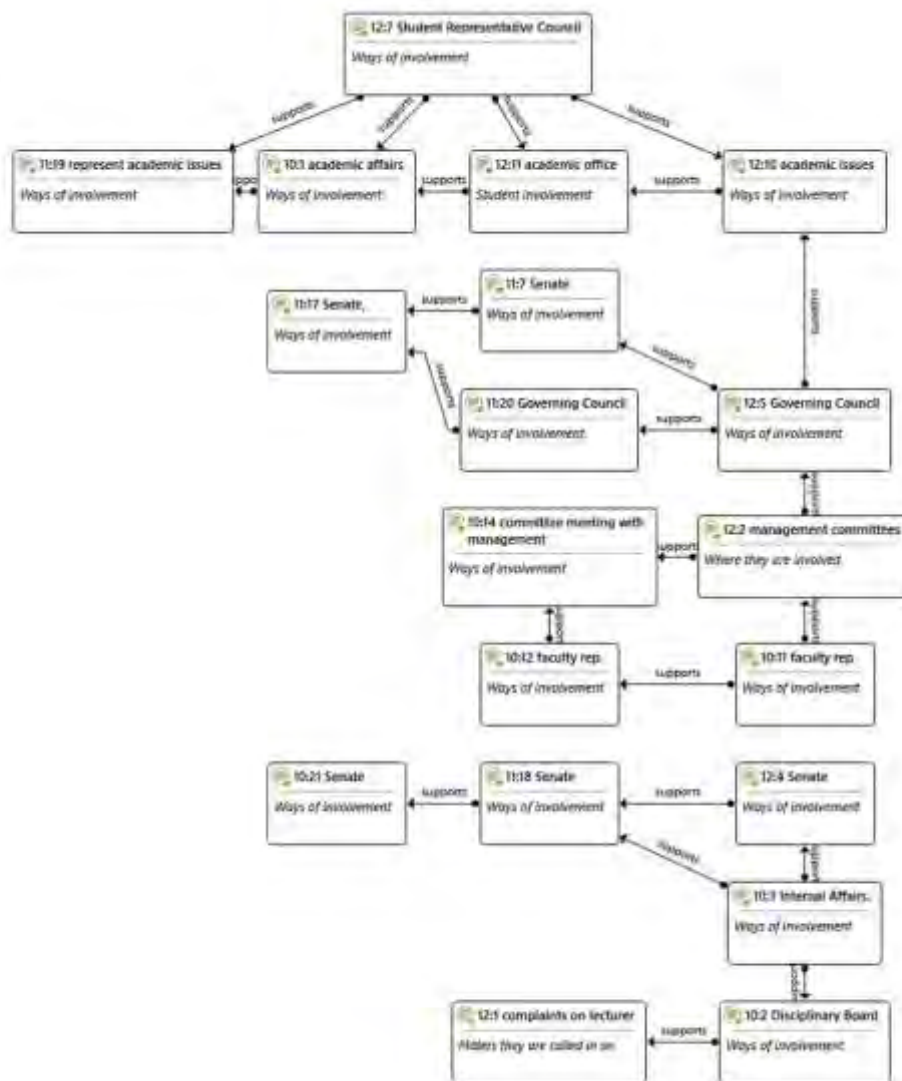 12:7 Student Representative Council
Ways of involvement
supports
supports
supports
supports
11:19 represent academic issues
Ways of involvement
supports
10:1 academic affairs
Ways of involvement
supports
12:11 academic office
Student involvement
supports
12:10 academic issues
Ways of involvement
supports
11:17 Senate,
Ways of involvement
supports
11:7 Senate
Ways of involvement
supports
supports
11:20 Governing Council
Ways of involvement
supports
12:5 Governing Council
Ways of involvement
supports
10:14 committee meeting with
management
Ways of involvement
supports
12:2 management committees
Where they are involved
supports
supports
10:12 faculty rep
Ways of involvement
supports
10:11 faculty rep
Ways of involvement
10:21 Senate
Ways of involvement
supports
11:18 Senate
Ways of involvement
supports
12:4 Senate
Ways of involvement
supports
supports
10:3 Internal Affairs,
Ways of involvement
supports
12:1 complaints on lecturer
they are called in on
supports
10:2 Disciplinary Board
Ways of involvement